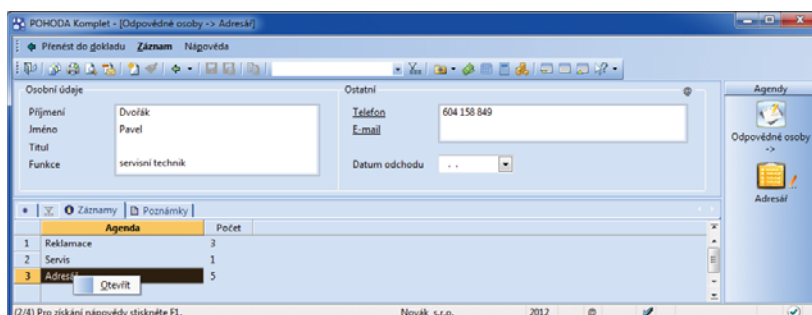 POHODA Komplet - [Odpovědné osoby -> Adresář]
Přenést do dokladu Záznam Nápověda
Osobní údaje
Ostatní
Agendy
Příjmení Dvořák
Telefon 604 158 849
Jméno Pavel
E-mail
Titul
Odpovědné osoby
->
Funkce servisní technik
Datum odchodu . .
Adresář
Záznamy Poznámky
Agenda Počet
1 Reklamace 3
2 Servis 1
3 Adresář 5
Otevřít
(2/4) Pro získání nápovědy stiskněte F1. Novák s.r.o. 2012 @